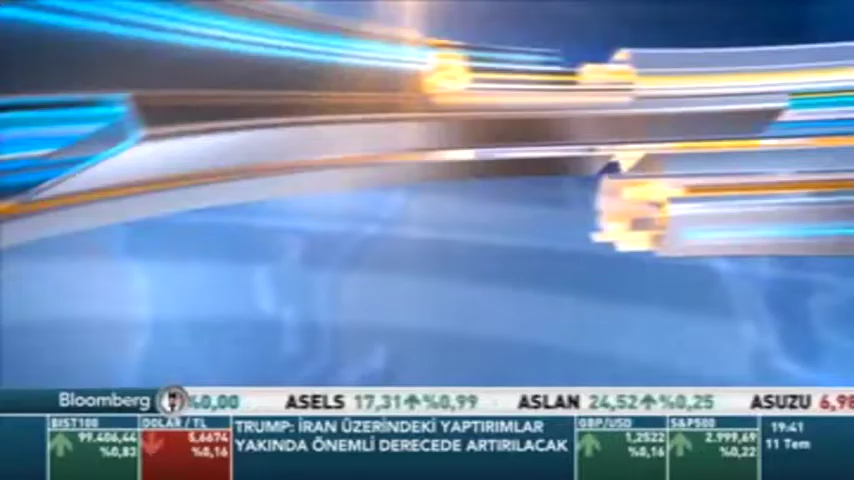 Bloomberg %0,00 ASELS 17,31 %0,99 ASLAN 24,52 %0,25 ASUZU 6,98
BIST100
99.406,44
%0,83
DOLAR / TL
5,6674
%0,16
TRUMP: İRAN ÜZERİNDEKİ YAPTIRIMLAR
YAKINDA ÖNEMLİ DERECEDE ARTIRILACAK
GBP/USD
1,2522
%0,16
S&P500
2.999,69
%0,22
19:41
11 Tem